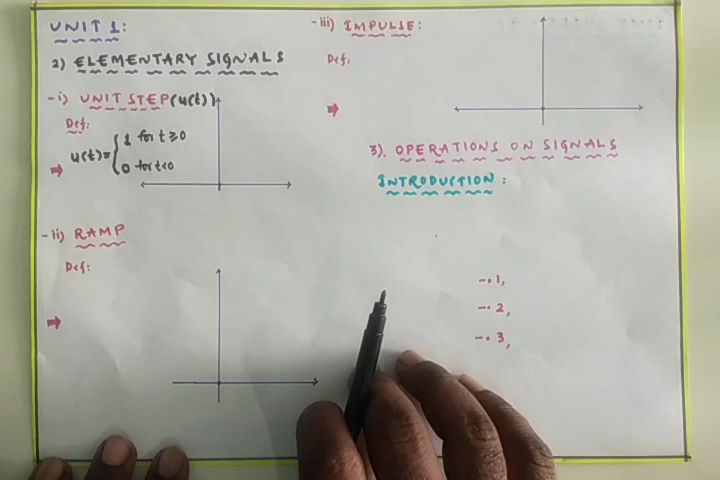 UNIT 1:
2) ELEMENTARY SIGNALS
-i) UNIT STEP(u(t))
Def:
u(t)= { 1 for t≥0
0 for t<0
-ii) RAMP
Def:
-iii) IMPULSE:
Def:
3). OPERATIONS ON SIGNALS
INTRODUCTION:
-. 1,
-. 2,
-. 3,